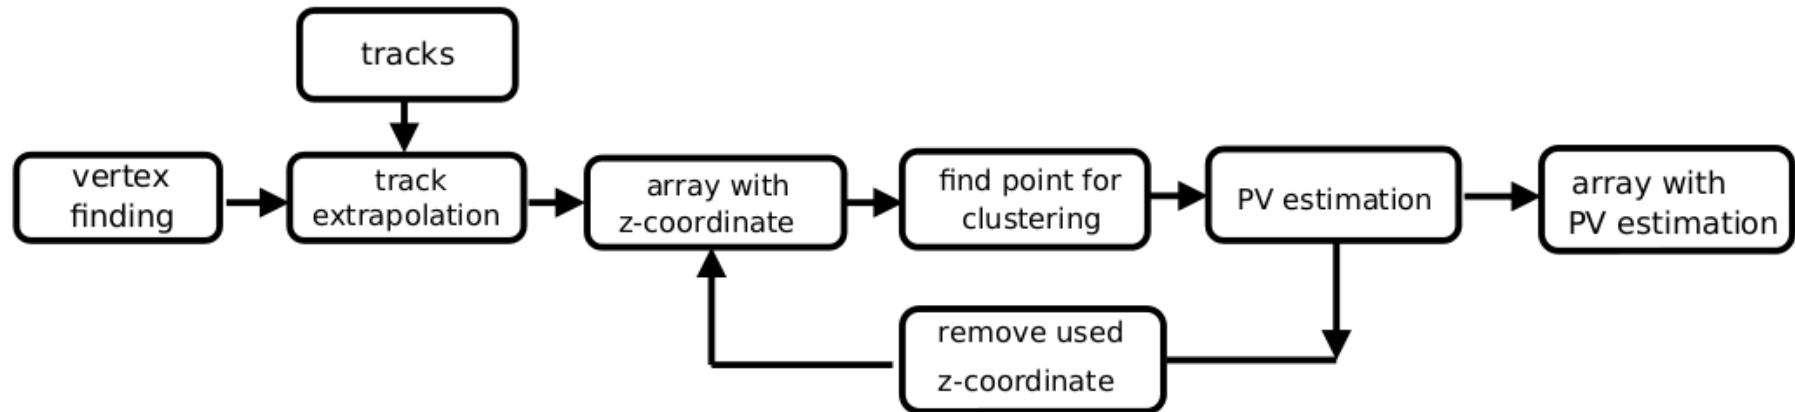 tracks
vertex
finding
track
extrapolation
array with
z-coordinate
find point for
clustering
PV estimation
array with
PV estimation
remove used
z-coordinate